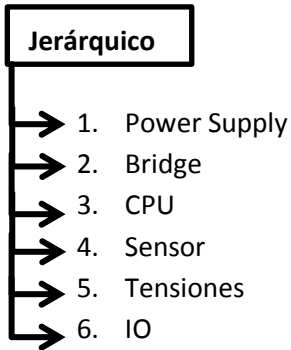 Jerárquico
1. Power Supply
2. Bridge
3. CPU
4. Sensor
5. Tensiones
6. IO